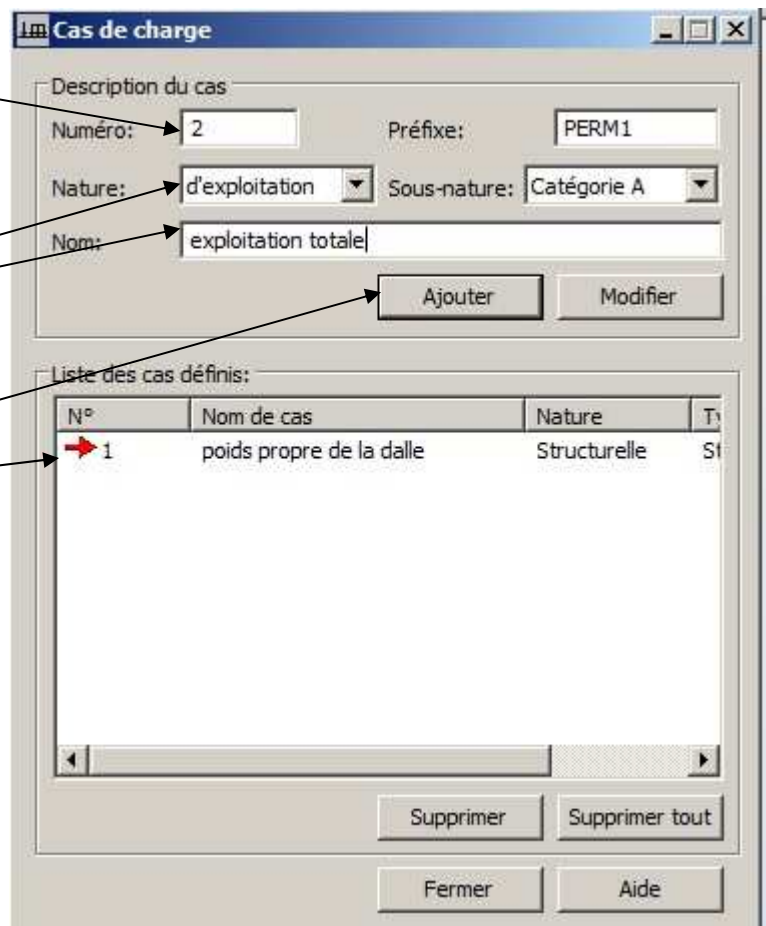 Cas de charge
Description du cas
Numéro: 2 Préfixe: PERM1
Nature: d'exploitation Sous-nature: Catégorie A
Nom: exploitation totale
Ajouter Modifier
Liste des cas définis:
N° Nom de cas Nature
1 poids propre de la dalle Structurelle
Supprimer Supprimer tout
Fermer Aide